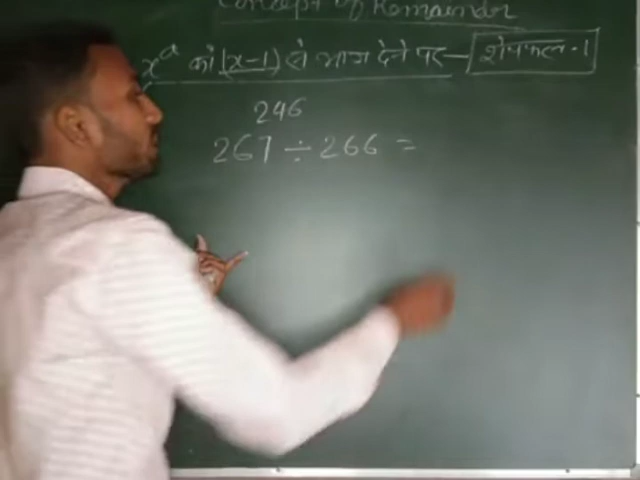 Concept of Remainder
x^a को (x-1) से भाग देने पर — शेषफल - 1
246
267 ÷ 266 =